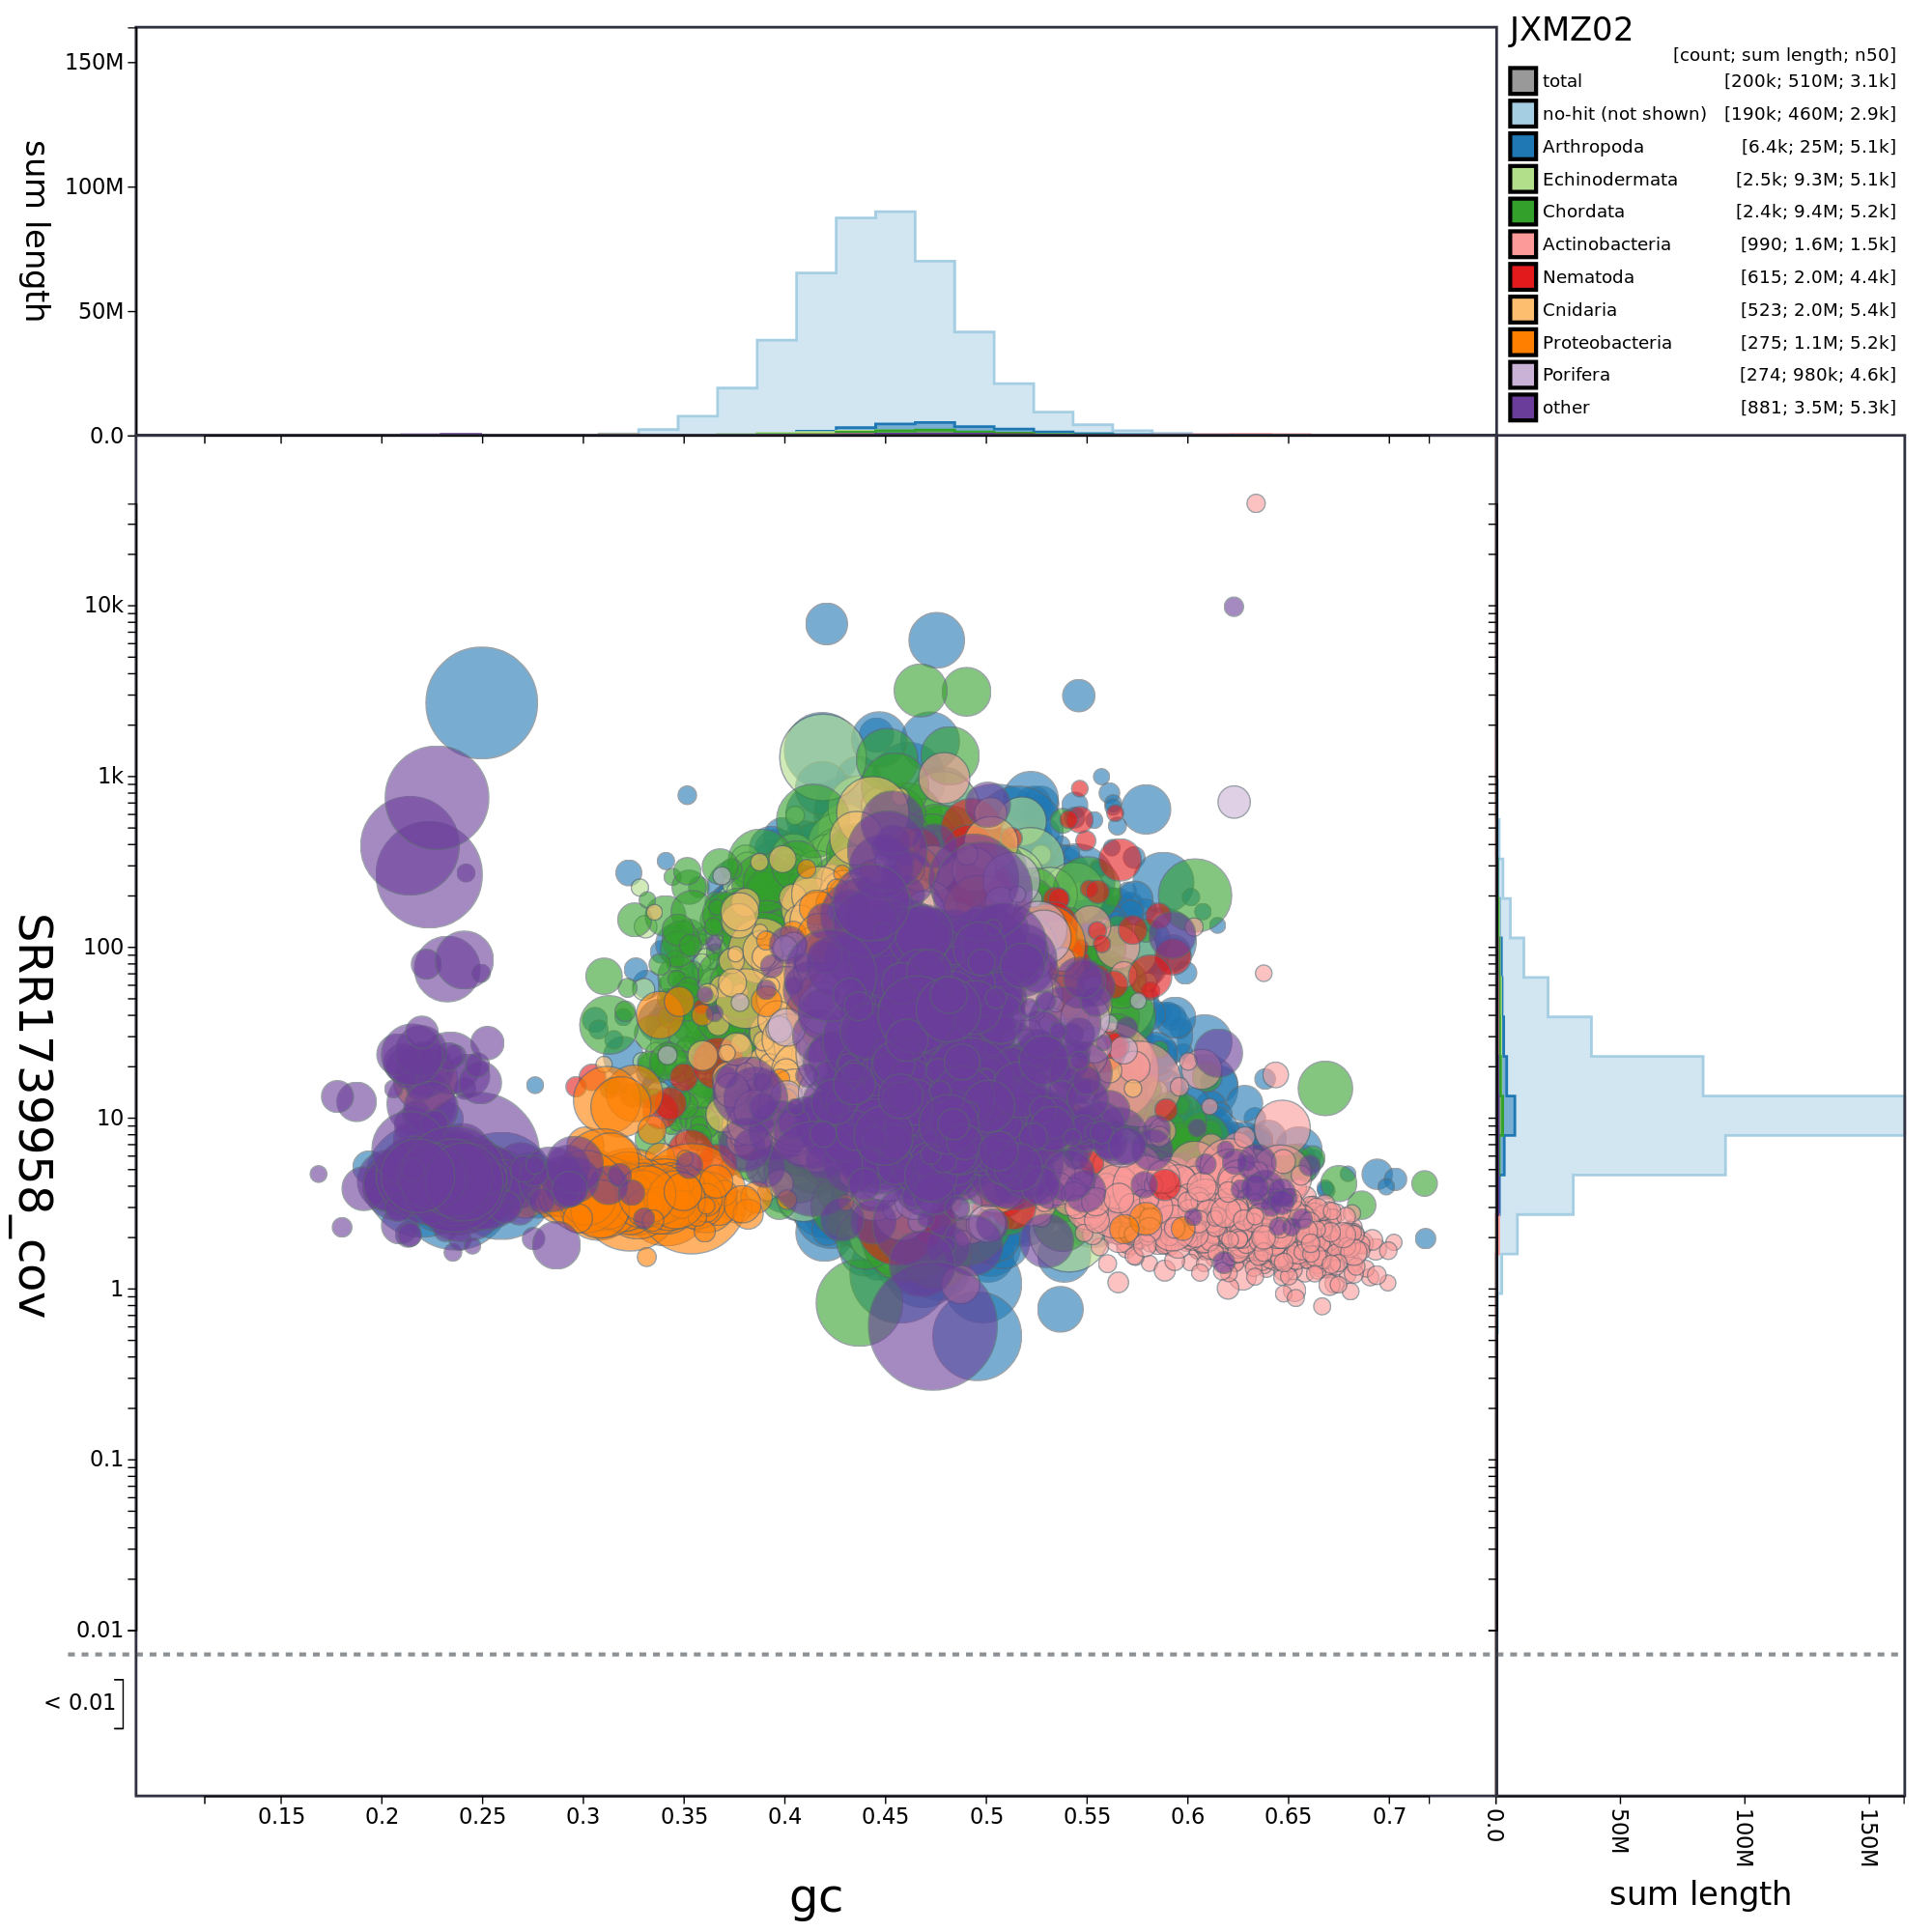 JXMZ02
[count; sum length; n50]
total [200k; 510M; 3.1k]
no-hit (not shown) [190k; 460M; 2.9k]
Arthropoda [6.4k; 25M; 5.1k]
Echinodermata [2.5k; 9.3M; 5.1k]
Chordata [2.4k; 9.4M; 5.2k]
Actinobacteria [990; 1.6M; 1.5k]
Nematoda [615; 2.0M; 4.4k]
Cnidaria [523; 2.0M; 5.4k]
Proteobacteria [275; 1.1M; 5.2k]
Porifera [274; 980k; 4.6k]
other [881; 3.5M; 5.3k]
sum length
150M
100M
50M
0.0
SRR1739958_cov
10k
1k
100
10
1
0.1
0.01
< 0.01
0.15 0.2 0.25 0.3 0.35 0.4 0.45 0.5 0.55 0.6 0.65 0.7
gc
0.0 50M 100M 150M
sum length